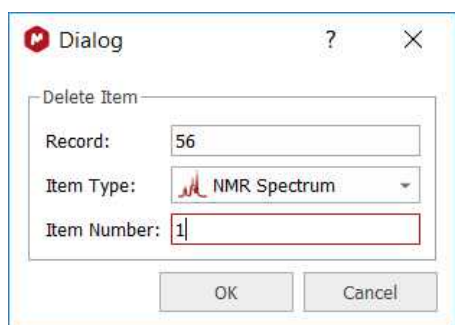 Dialog ?
Delete Item
Record: 56
Item Type: NMR Spectrum
Item Number: 1
OK Cancel